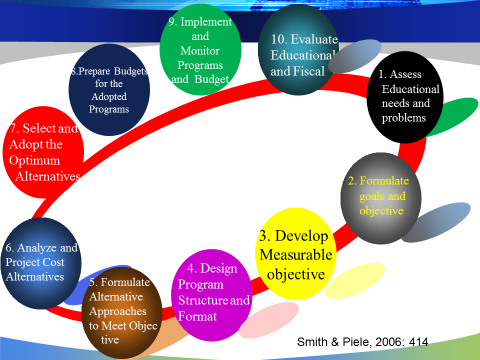 1. Assess
Educational
needs and
problems
2. Formulate
goals and
objective
3. Develop
Measurable
objective
4. Design
Program
Structure and
Format
5. Formulate
Alternative
Approaches
to Meet Objec
tive
6. Analyze and
Project Cost
Alternatives
7. Select and
Adopt the
Optimum
Alternatives
8.Prepare Budgets
for the
Adopted
Programs
9. Implement
and
Monitor
Programs
and Budget
10. Evaluate
Educational
and Fiscal
Smith & Piele, 2006: 414